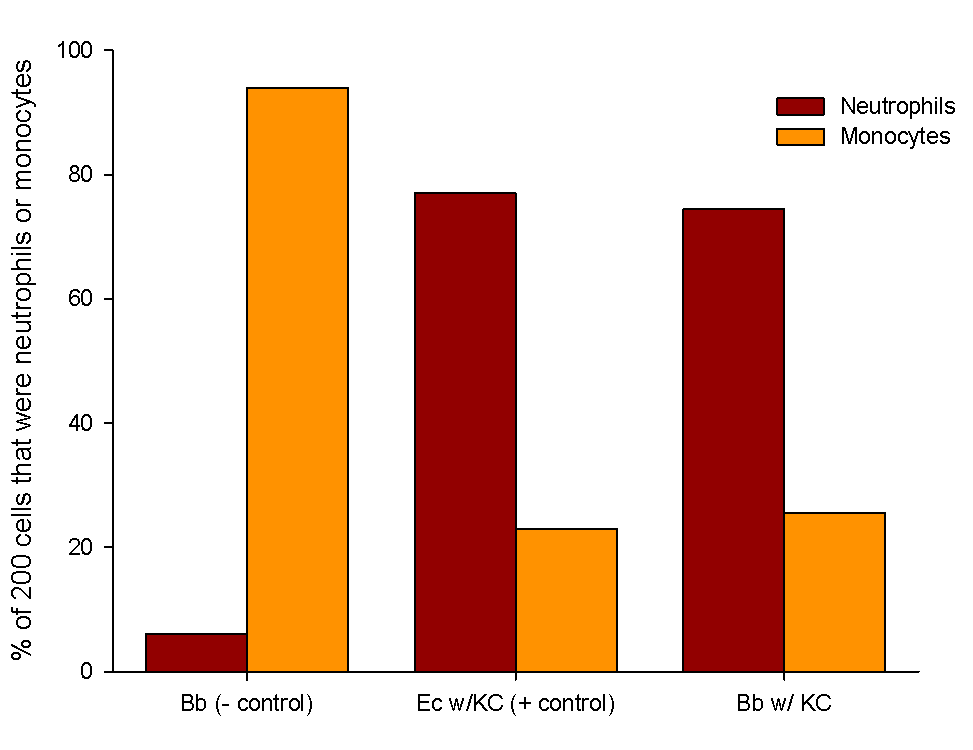 % of 200 cells that were neutrophils or monocytes
100
80
60
40
20
0
Neutrophils
Monocytes
Bb (- control)
Ec w/KC (+ control)
Bb w/ KC